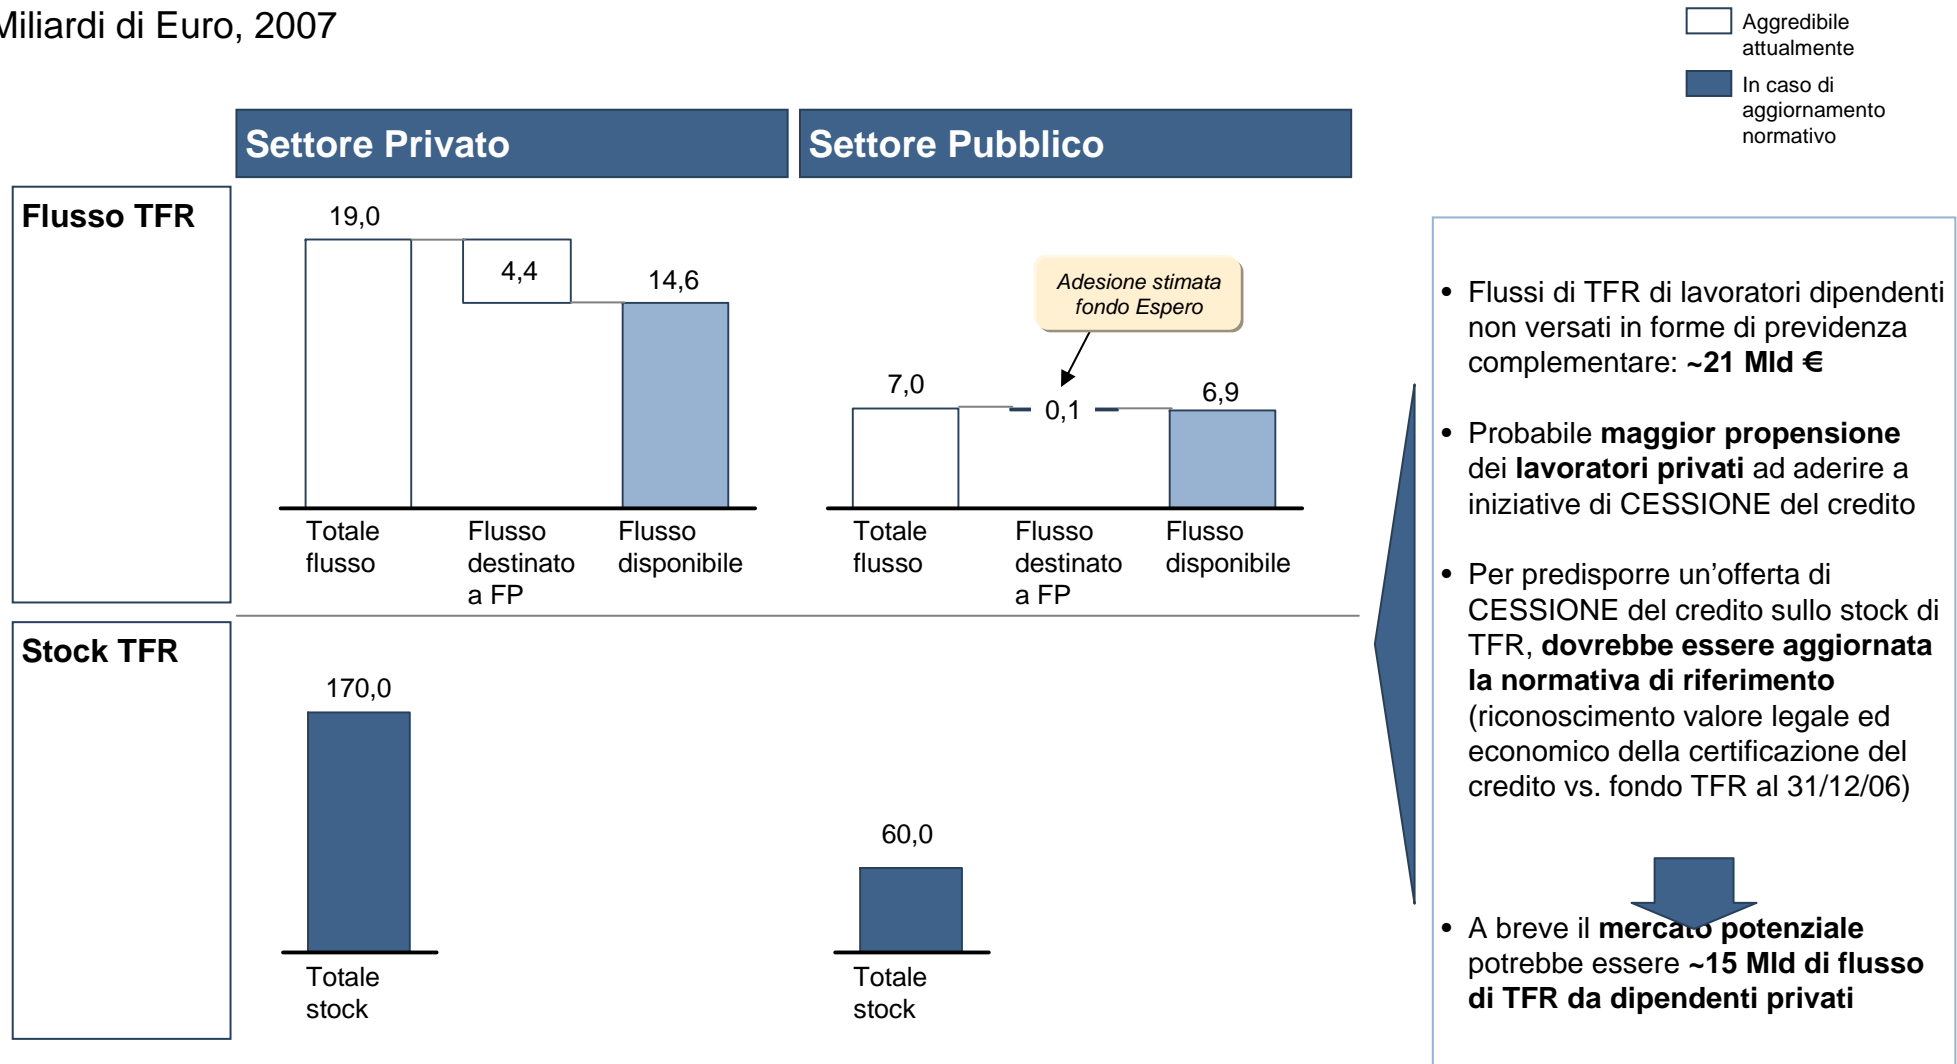 Miliardi di Euro, 2007
Aggredibile
attualmente
In caso di
aggiornamento
normativo
Settore Privato
Settore Pubblico
Flusso TFR
19,0
4,4
14,6
Totale
flusso
Flusso
destinato
a FP
Flusso
disponibile
Adesione stimata
fondo Espero
7,0
0,1
6,9
Totale
flusso
Flusso
destinato
a FP
Flusso
disponibile
Stock TFR
170,0
Totale
stock
60,0
Totale
stock
• Flussi di TFR di lavoratori dipendenti
non versati in forme di previdenza
complementare: ~21 Mld €
• Probabile maggior propensione
dei lavoratori privati ad aderire a
iniziative di CESSIONE del credito
• Per predisporre un’offerta di
CESSIONE del credito sullo stock di
TFR, dovrebbe essere aggiornata
la normativa di riferimento
(riconoscimento valore legale ed
economico della certificazione del
credito vs. fondo TFR al 31/12/06)
• A breve il mercato potenziale
potrebbe essere ~15 Mld di flusso
di TFR da dipendenti privati